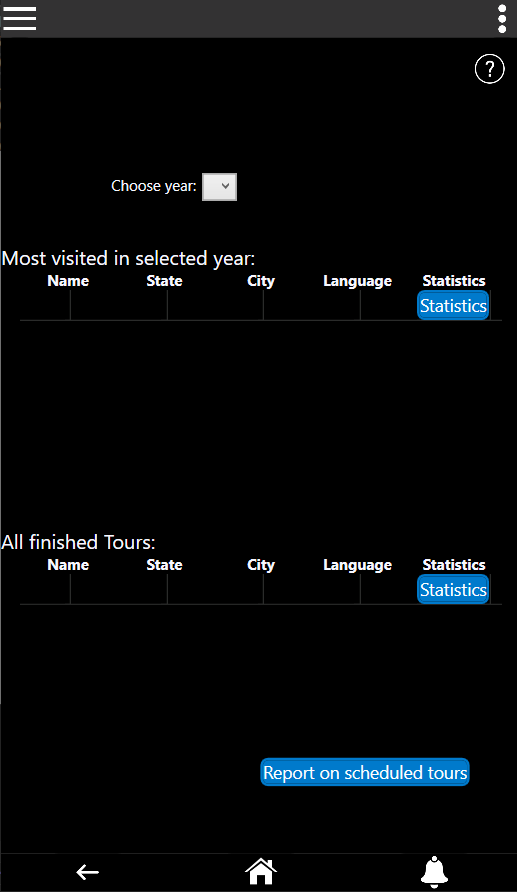 ?
Choose year:
Most visited in selected year:
Name State City Language Statistics
Statistics
All finished Tours:
Name State City Language Statistics
Statistics
Report on scheduled tours